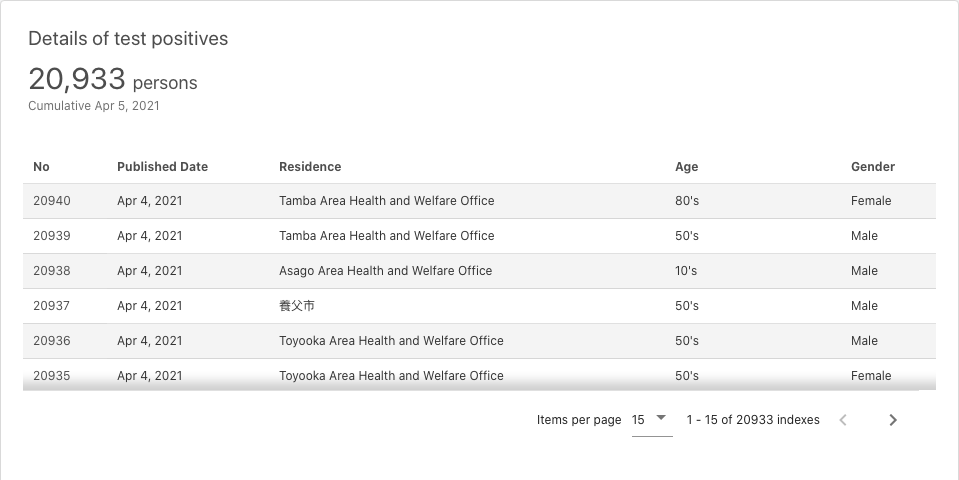 Details of test positives
20,933 persons
Cumulative Apr 5, 2021
No Published Date Residence Age Gender
20940 Apr 4, 2021 Tamba Area Health and Welfare Office 80's Female
20939 Apr 4, 2021 Tamba Area Health and Welfare Office 50's Male
20938 Apr 4, 2021 Asago Area Health and Welfare Office 10's Male
20937 Apr 4, 2021 養父市 50's Male
20936 Apr 4, 2021 Toyooka Area Health and Welfare Office 50's Male
20935 Apr 4, 2021 Toyooka Area Health and Welfare Office 50's Female
Items per page 15 1 - 15 of 20933 indexes